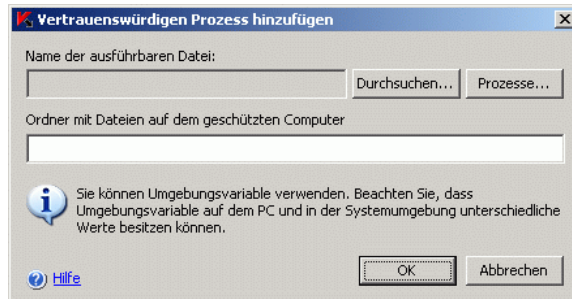 Vertrauenswürdigen Prozess hinzufügen
Name der ausführbaren Datei:
Durchsuchen... Prozesse...
Ordner mit Dateien auf dem geschützten Computer
Sie können Umgebungsvariable verwenden. Beachten Sie, dass
Umgebungsvariable auf dem PC und in der Systemumgebung unterschiedliche
Werte besitzen können.
Hilfe OK Abbrechen